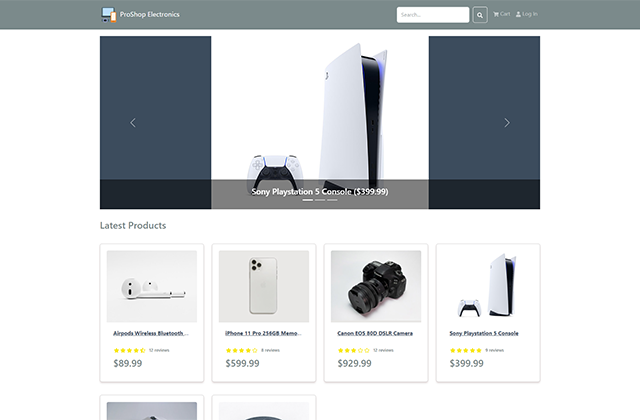 ProShop Electronics
Search...
Cart
Log In
Sony Playstation 5 Console ($399.99)
Latest Products
Airpods Wireless Bluetooth...
12 reviews
$89.99
iPhone 11 Pro 256GB Memo...
8 reviews
$599.99
Canon EOS 80D DSLR Camera
12 reviews
$929.99
Sony Playstation 5 Console
9 reviews
$399.99